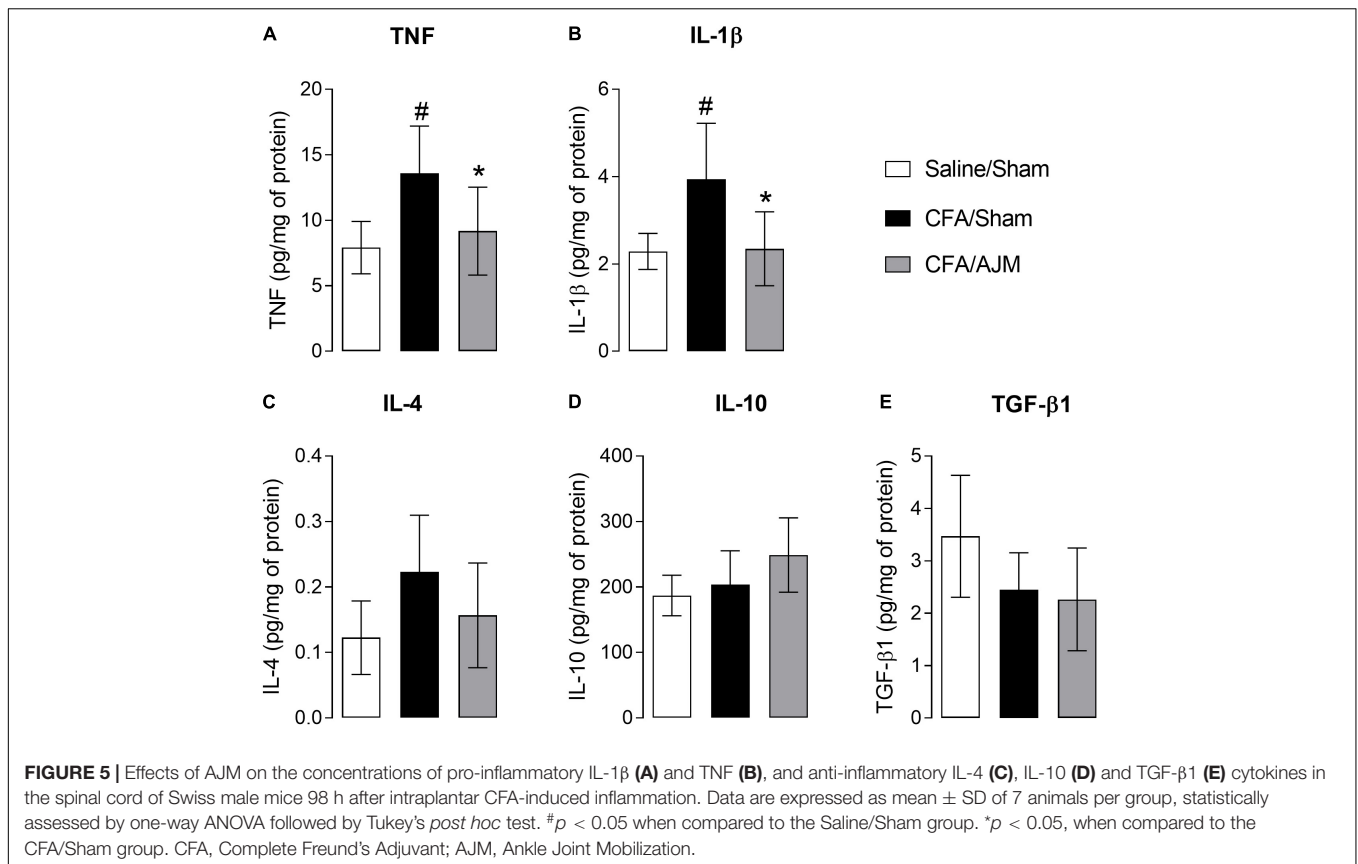 A
TNF
B
IL-1β
TNF (pg/mg of protein)
20
15
10
5
0
#
*
IL-1β (pg/mg of protein)
6
4
2
0
#
*
Saline/Sham
CFA/Sham
CFA/AJM
C
IL-4
D
IL-10
E
TGF-β1
IL-4 (pg/mg of protein)
0.4
0.3
0.2
0.1
0.0
IL-10 (pg/mg of protein)
400
300
200
100
0
TGF-β1 (pg/mg of protein)
5
4
3
2
1
0
FIGURE 5 | Effects of AJM on the concentrations of pro-inflammatory IL-1β (A) and TNF (B), and anti-inflammatory IL-4 (C), IL-10 (D) and TGF-β1 (E) cytokines in
the spinal cord of Swiss male mice 98 h after intraplantar CFA-induced inflammation. Data are expressed as mean ± SD of 7 animals per group, statistically
assessed by one-way ANOVA followed by Tukey's post hoc test. #p < 0.05 when compared to the Saline/Sham group. *p < 0.05, when compared to the
CFA/Sham group. CFA, Complete Freund's Adjuvant; AJM, Ankle Joint Mobilization.